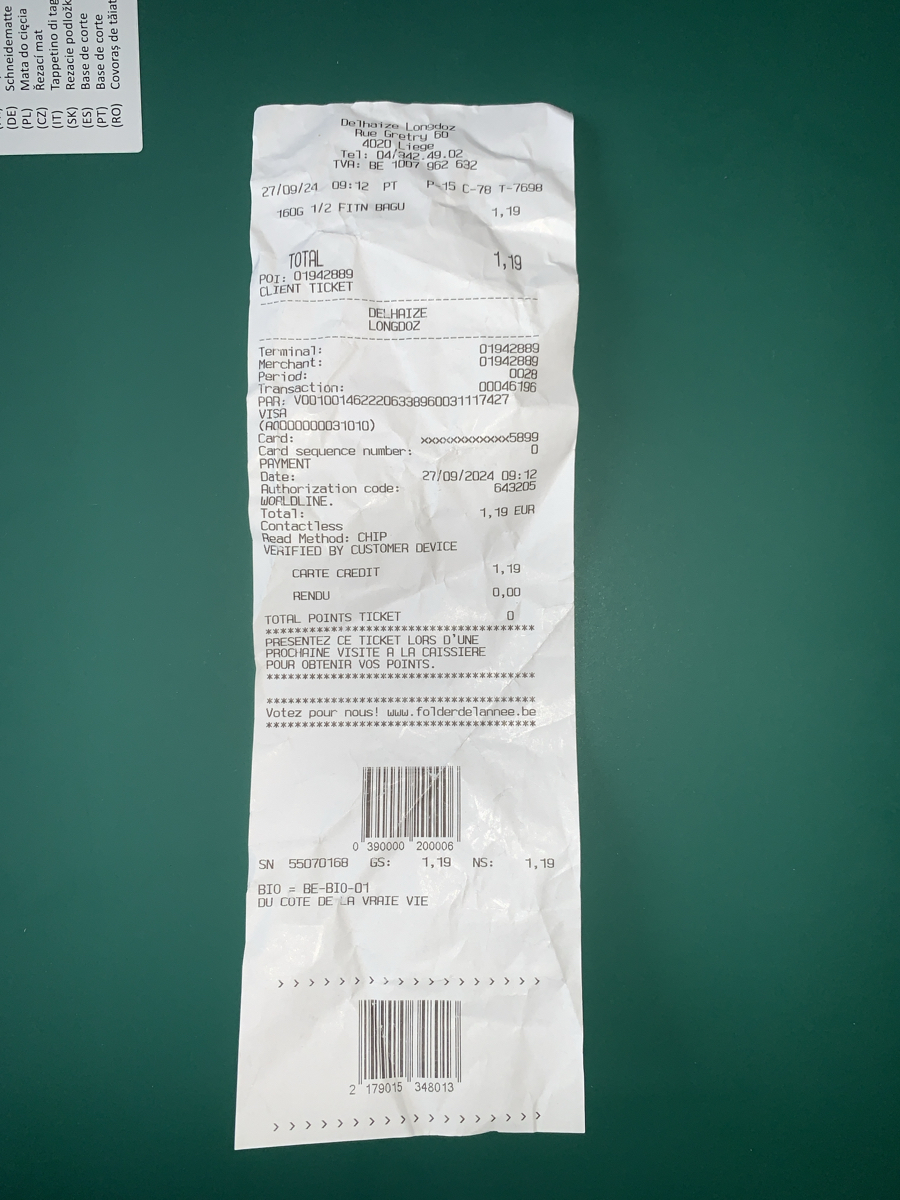 (DE) Schneidematte
(PL) Mata do cięcia
(CZ) Řezací mat
(IT) Tappetino di tag
(SK) Rezacie podložk
(ES) Base de corte
(PT) Base de corte
(RO) Covoraș de tăiat
Delhaize Longdoz
Rue Gretry 60
4020 Liege
Tel: 04/342.49.02
TVA: BE 1007 962 632
27/09/24 09:12 PT P-15 C-78 T-7698
160G 1/2 FITN BAGU 1,19
TOTAL 1,19
POI: 01942889
CLIENT TICKET
DELHAIZE
LONGDOZ
Terminal: 01942889
Merchant: 01942889
Period: 0028
Transaction: 00046196
PAR: V0010014622206338960031117427
VISA
(A0000000031010)
Card: xxxxxxxxxxxx5899
Card sequence number: 0
PAYMENT
Date: 27/09/2024 09:12
Authorization code: 643205
WORLDLINE.
Total: 1,19 EUR
Contactless
Read Method: CHIP
VERIFIED BY CUSTOMER DEVICE
CARTE CREDIT 1,19
RENDU 0,00
TOTAL POINTS TICKET 0
************************************
PRESENTEZ CE TICKET LORS D'UNE
PROCHAINE VISITE A LA CAISSIERE
POUR OBTENIR VOS POINTS.
************************************
************************************
Votez pour nous! www.folderdelannee.be
************************************
0 390000 200006
SN 55070168 GS: 1,19 NS: 1,19
BIO = BE-BIO-01
DU COTE DE LA VRAIE VIE
> > > > > > > > > > > > > > > > > >
2 179015 348013
> > > > > > > > > > > > > > > > > >